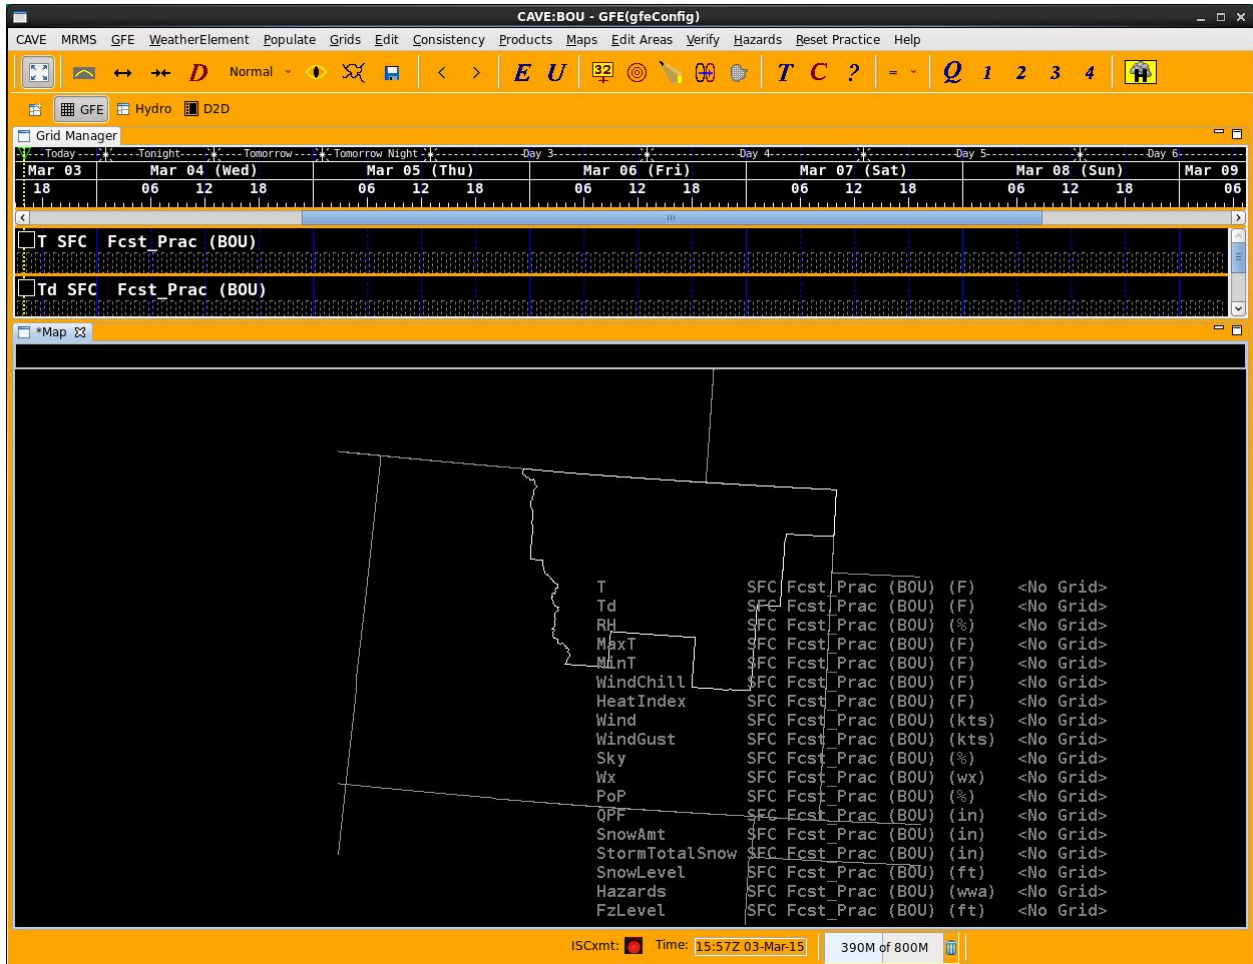 CAVE:BOU - GFE(gfeConfig)
CAVE MRMS GFE WeatherElement Populate Grids Edit Consistency Products Maps Edit Areas Verify Hazards Reset Practice Help
D Normal < > E U 32 T C ? = Q 1 2 3 4
GFE Hydro D2D
Grid Manager
Today Tonight Tomorrow Tomorrow Night Day 3 Day 4 Day 5 Day 6
Mar 03 Mar 04 (Wed) Mar 05 (Thu) Mar 06 (Fri) Mar 07 (Sat) Mar 08 (Sun) Mar 09
18 06 12 18 06 12 18 06 12 18 06 12 18 06 12 18 06
T SFC Fcst_Prac (BOU)
Td SFC Fcst_Prac (BOU)
*Map
T SFC Fcst_Prac (BOU) (F) <No Grid>
Td SFC Fcst_Prac (BOU) (F) <No Grid>
RH SFC Fcst_Prac (BOU) (%) <No Grid>
MaxT SFC Fcst_Prac (BOU) (F) <No Grid>
MinT SFC Fcst_Prac (BOU) (F) <No Grid>
WindChill SFC Fcst_Prac (BOU) (F) <No Grid>
HeatIndex SFC Fcst_Prac (BOU) (F) <No Grid>
Wind SFC Fcst_Prac (BOU) (kts) <No Grid>
WindGust SFC Fcst_Prac (BOU) (kts) <No Grid>
Sky SFC Fcst_Prac (BOU) (%) <No Grid>
Wx SFC Fcst_Prac (BOU) (wx) <No Grid>
PoP SFC Fcst_Prac (BOU) (%) <No Grid>
QPF SFC Fcst_Prac (BOU) (in) <No Grid>
SnowAmt SFC Fcst_Prac (BOU) (in) <No Grid>
StormTotalSnow SFC Fcst_Prac (BOU) (in) <No Grid>
SnowLevel SFC Fcst_Prac (BOU) (ft) <No Grid>
Hazards SFC Fcst_Prac (BOU) (wwa) <No Grid>
FzLevel SFC Fcst_Prac (BOU) (ft) <No Grid>
ISCxmt: Time: 15:57Z 03-Mar-15 390M of 800M